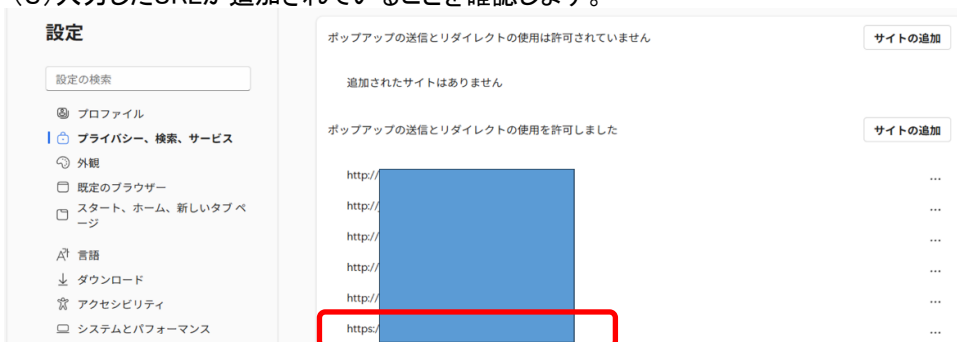 設定
設定の検索
プロファイル
プライバシー、検索、サービス
外観
既定のブラウザー
スタート、ホーム、新しいタブ ペ
ージ
言語
ダウンロード
アクセシビリティ
システムとパフォーマンス
ポップアップの送信とリダイレクトの使用は許可されていません
サイトの追加
追加されたサイトはありません
ポップアップの送信とリダイレクトの使用を許可しました
サイトの追加
http://
http://
http://
http://
http://
https:/